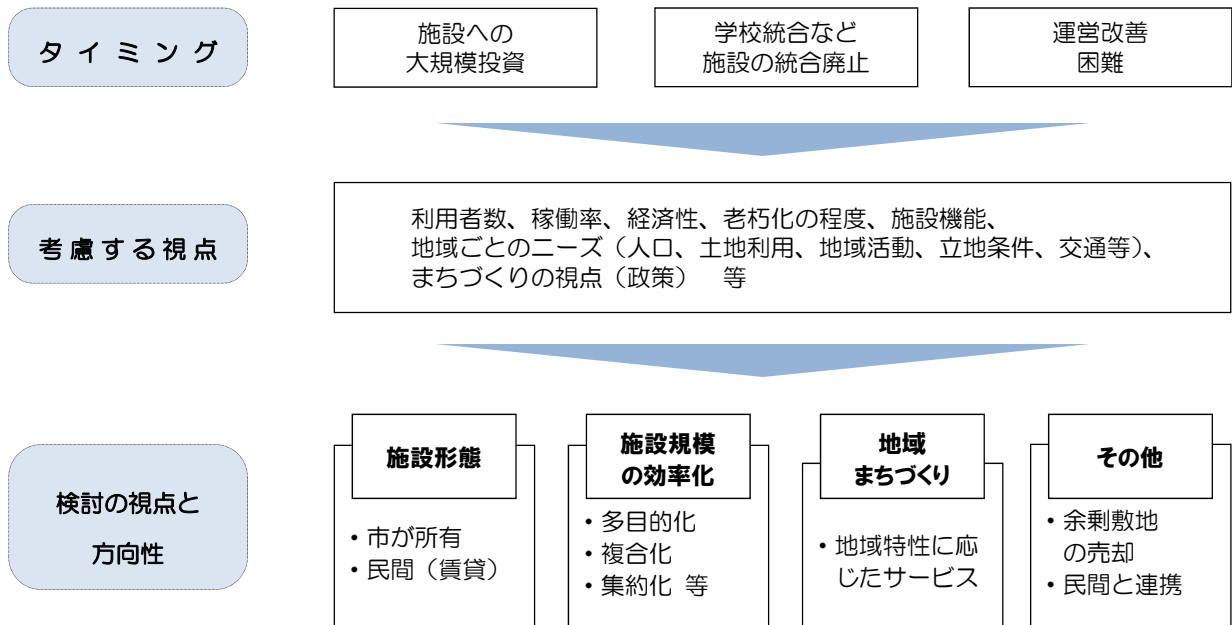 タイミング
施設への
大規模投資
学校統合など
施設の統合廃止
運営改善
困難
考慮する視点
利用者数、稼働率、経済性、老朽化の程度、施設機能、
地域ごとのニーズ（人口、土地利用、地域活動、立地条件、交通等）、
まちづくりの視点（政策）　等
検討の視点と
方向性
施設形態
・市が所有
・民間（賃貸）
施設規模
の効率化
・多目的化
・複合化
・集約化 等
地域
まちづくり
・地域特性に応
じたサービス
その他
・余剰敷地
の売却
・民間と連携